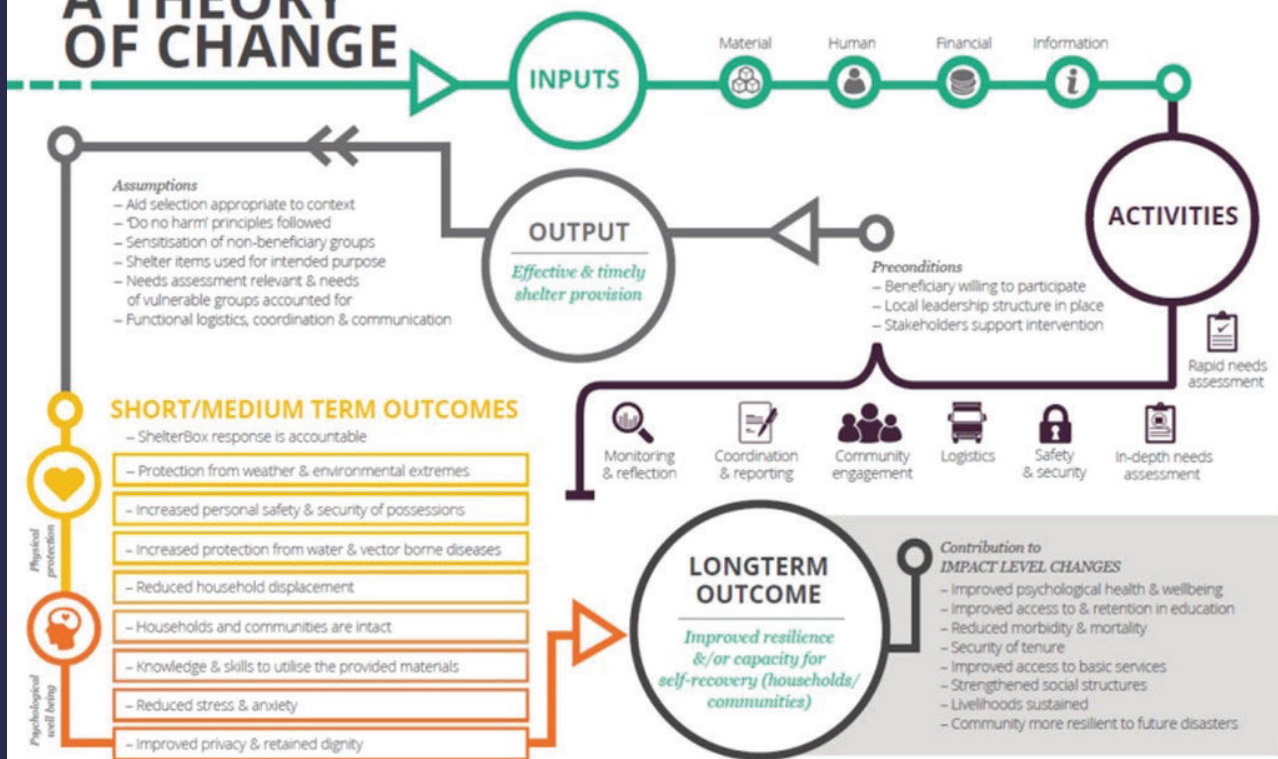 A THEORY
OF CHANGE
INPUTS
Material
Human
Financial
Information
ACTIVITIES
Rapid needs
assessment
In-depth needs
assessment
Safety
& security
Logistics
Community
engagement
Coordination
& reporting
Monitoring
& reflection
Preconditions
– Beneficiary willing to participate
– Local leadership structure in place
– Stakeholders support intervention
OUTPUT
Effective & timely
shelter provision
Assumptions
– Aid selection appropriate to context
– 'Do no harm' principles followed
– Sensitisation of non-beneficiary groups
– Shelter items used for intended purpose
– Needs assessment relevant & needs
of vulnerable groups accounted for
– Functional logistics, coordination & communication
SHORT/MEDIUM TERM OUTCOMES
– ShelterBox response is accountable
– Protection from weather & environmental extremes
– Increased personal safety & security of possessions
– Increased protection from water & vector borne diseases
– Reduced household displacement
– Households and communities are intact
– Knowledge & skills to utilise the provided materials
– Reduced stress & anxiety
– Improved privacy & retained dignity
Physical
protection
Psychological
well being
LONGTERM
OUTCOME
Improved resilience
&/or capacity for
self-recovery (households/
communities)
Contribution to
IMPACT LEVEL CHANGES
– Improved psychological health & wellbeing
– Improved access to & retention in education
– Reduced morbidity & mortality
– Security of tenure
– Improved access to basic services
– Strengthened social structures
– Livelihoods sustained
– Community more resilient to future disasters